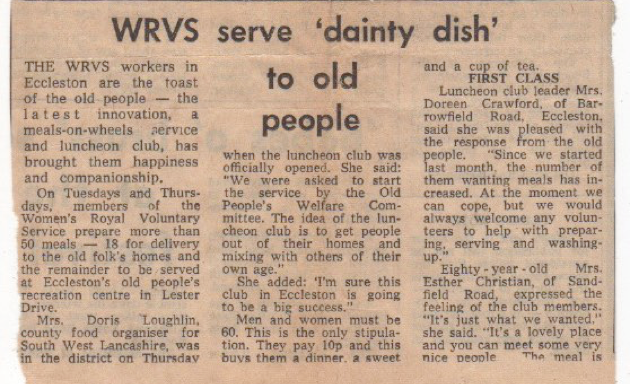 WRVS serve 'dainty dish'
to old
people
THE WRVS workers in
Eccleston are the toast
of the old people — the
latest innovation, a
meals-on-wheels service
and luncheon club, has
brought them happiness
and companionship.
On Tuesdays and Thurs-
days, members of the
Women's Royal Voluntary
Service prepare more than
50 meals — 18 for delivery
to the old folk's homes and
the remainder to be served
at Eccleston's old people's
recreation centre in Lester
Drive.
Mrs. Doris Loughlin,
county food organiser for
South West Lancashire, was
in the district on Thursday
when the luncheon club was
officially opened. She said:
"We were asked to start
the service by the Old
People's Welfare Com-
mittee. The idea of the lun-
cheon club is to get people
out of their homes and
mixing with others of their
own age."
She added: 'I'm sure this
club in Eccleston is going
to be a big success."
Men and women must be
60. This is the only stipula-
tion. They pay 10p and this
buys them a dinner, a sweet
and a cup of tea.
FIRST CLASS
Luncheon club leader Mrs.
Doreen Crawford, of Bar-
rowfield Road, Eccleston,
said she was pleased with
the response from the old
people. "Since we started
last month, the number of
them wanting meals has in-
creased. At the moment we
can cope, but we would
always welcome any volun-
teers to help with prepar-
ing, serving and washing-
up."
Eighty-year-old Mrs.
Esther Christian, of Sand-
field Road, expressed the
feeling of the club members.
"It's just what we wanted,"
she said. "It's a lovely place
and you can meet some very
nice people. The meal is